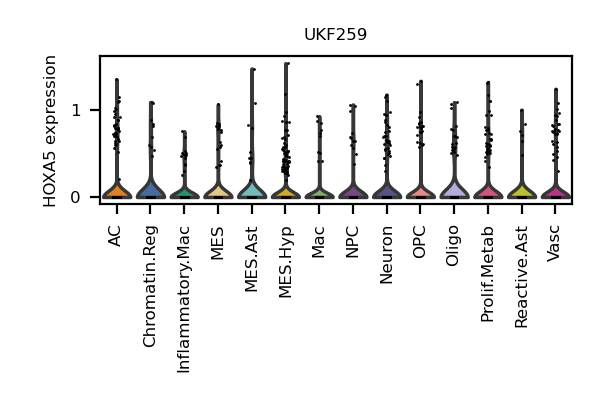 UKF259
HOXA5 expression
1
0
AC
Chromatin.Reg
Inflammatory.Mac
MES
MES.Ast
MES.Hyp
Mac
NPC
Neuron
OPC
Oligo
Prolif.Metab
Reactive.Ast
Vasc